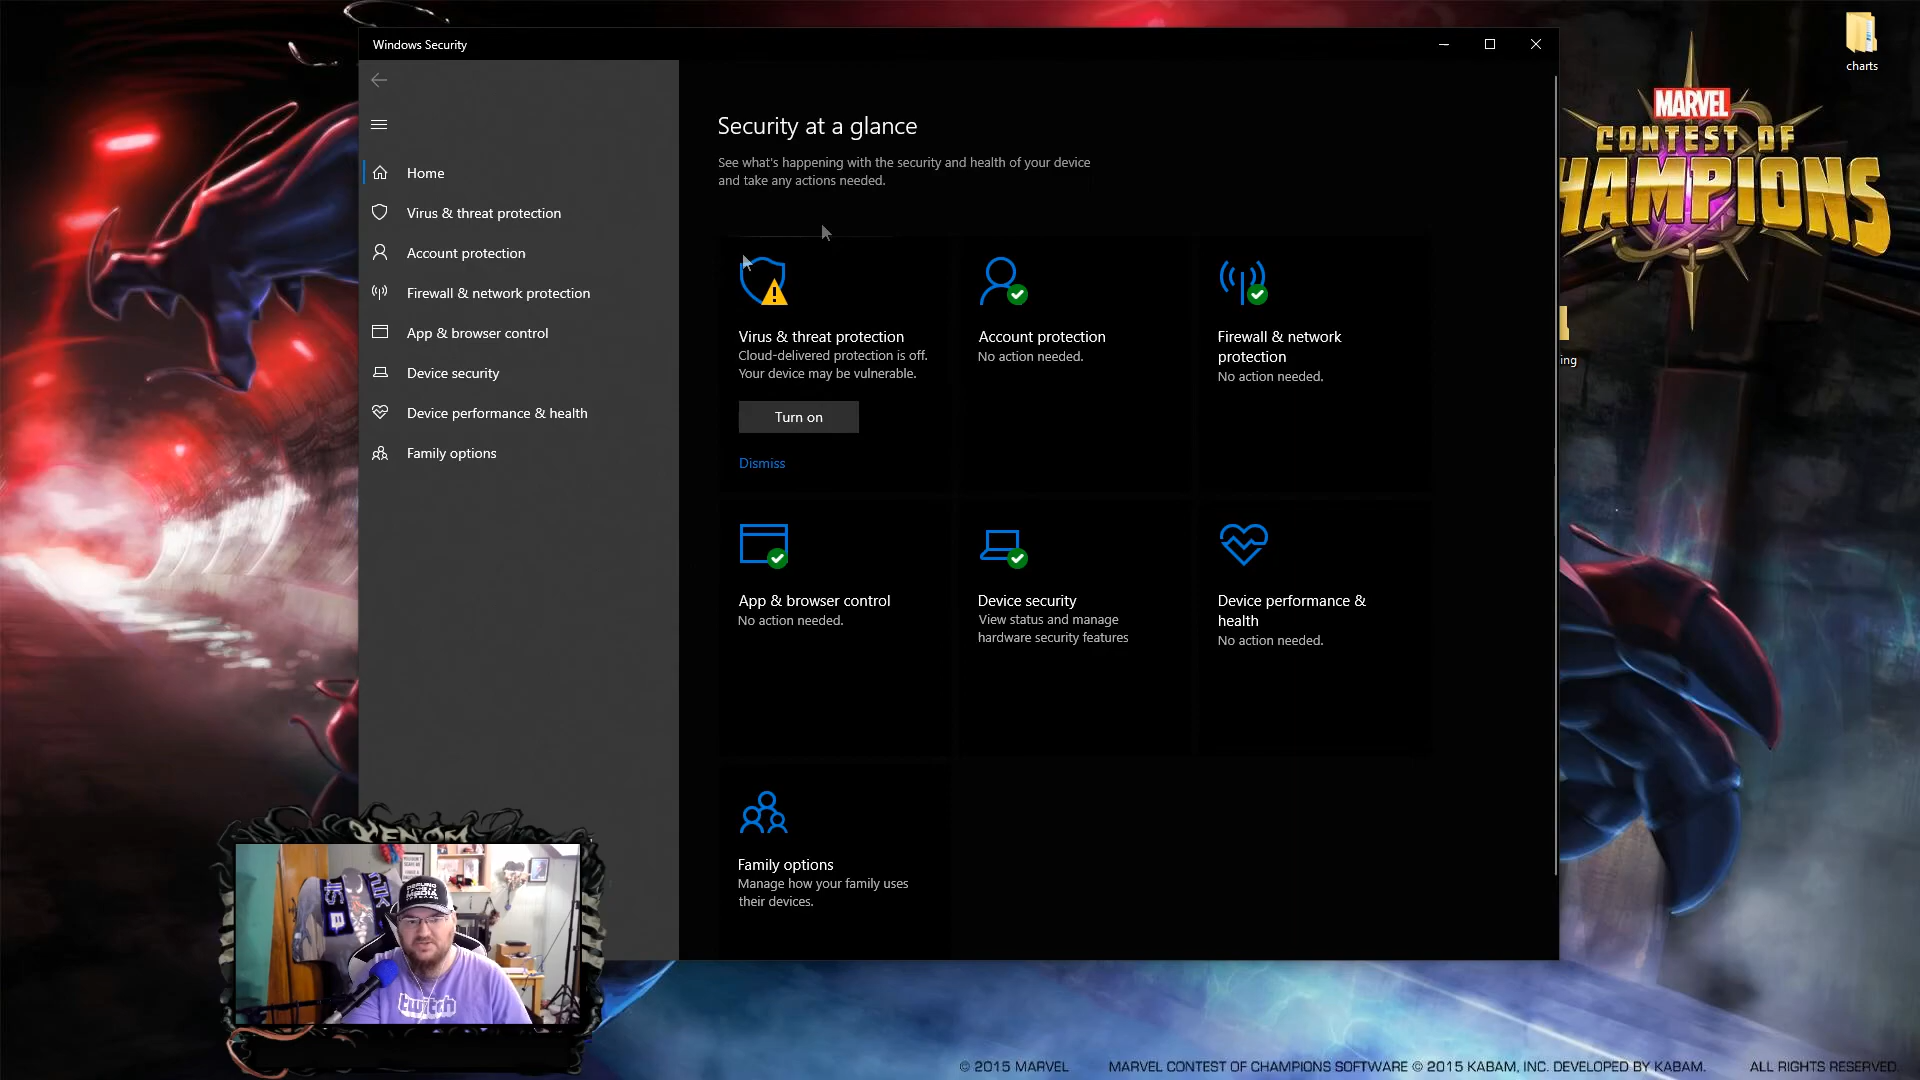 Windows Security
charts
Home
Virus & threat protection
Account protection
Firewall & network protection
App & browser control
Device security
Device performance & health
Family options
Security at a glance
See what's happening with the security and health of your device
and take any actions needed.
Virus & threat protection
Cloud-delivered protection is off.
Your device may be vulnerable.
Turn on
Dismiss
Account protection
No action needed.
Firewall & network
protection
No action needed.
App & browser control
No action needed.
Device security
View status and manage
hardware security features
Device performance &
health
No action needed.
Family options
Manage how your family uses
their devices.
MARVEL
CONTEST OF
HAMPIONS
ing
VENOM
twitch
© 2015 MARVEL
MARVEL CONTEST OF CHAMPIONS SOFTWARE © 2015 KABAM, INC. DEVELOPED BY KABAM.
ALL RIGHTS RESERVED.